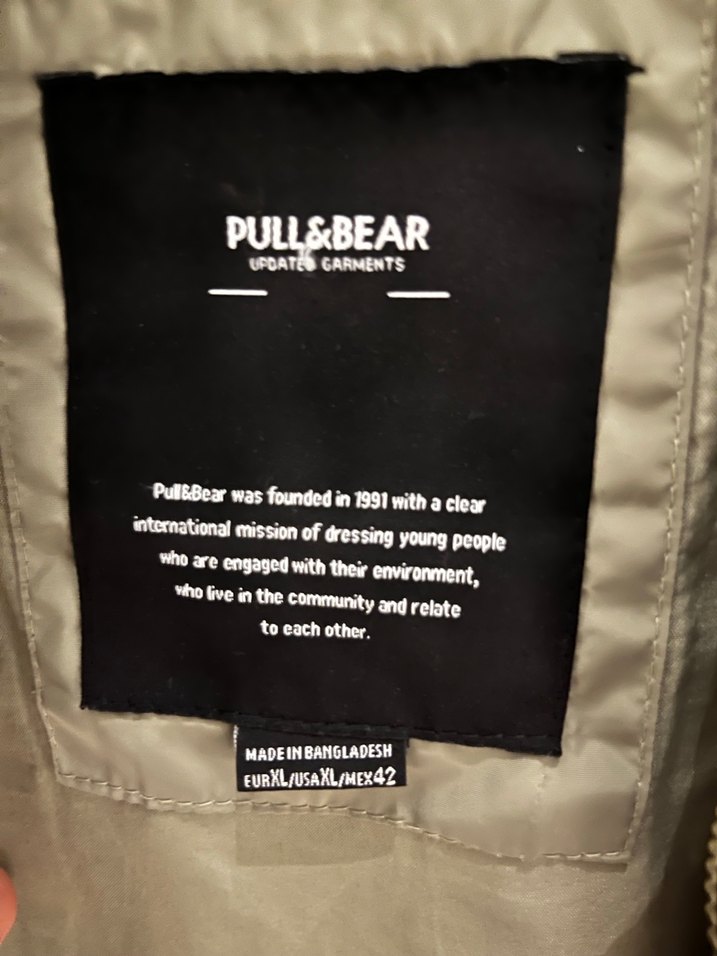 PULL&BEAR
UPDATED GARMENTS
Pull&Bear was founded in 1991 with a clear
international mission of dressing young people
who are engaged with their environment,
who live in the community and relate
to each other.
MADE IN BANGLADESH
EURXL/USAXL/MEX42